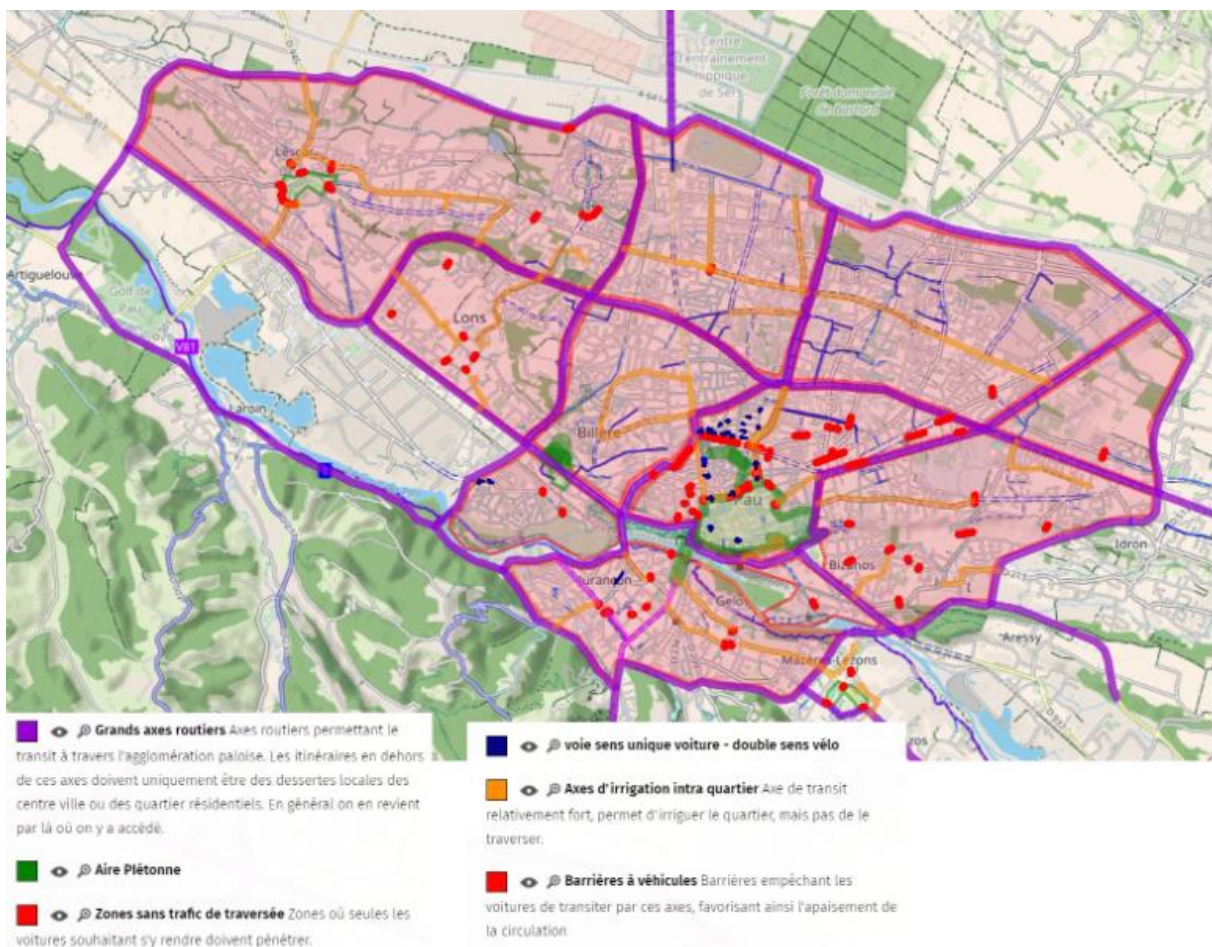 Centre
d'entraînement
hippique
de Sers
Forêt domaniale
de Bastard
D 945
D 817
Lescar
Artiguelouve
Golf de
Pau
Lons
V81
Laroin
Billère
Pau
Idron
Jurançon
Bizanos
Gelos
Aressy
Mazères-Lezons
Grands axes routiers Axes routiers permettant le
transit à travers l'agglomération paloise. Les itinéraires en dehors
de ces axes doivent uniquement être des dessertes locales des
centre ville ou des quartier résidentiels. En général on en revient
par là où on y a accédé.
Aire Piétonne
Zones sans trafic de traversée Zones où seules les
voitures souhaitant s'y rendre doivent pénétrer.
voie sens unique voiture - double sens vélo
Axes d'irrigation intra quartier Axe de transit
relativement fort, permet d'irriguer le quartier, mais pas de le
traverser.
Barrières à véhicules Barrières empêchant les
voitures de transiter par ces axes, favorisant ainsi l'apaisement de
la circulation